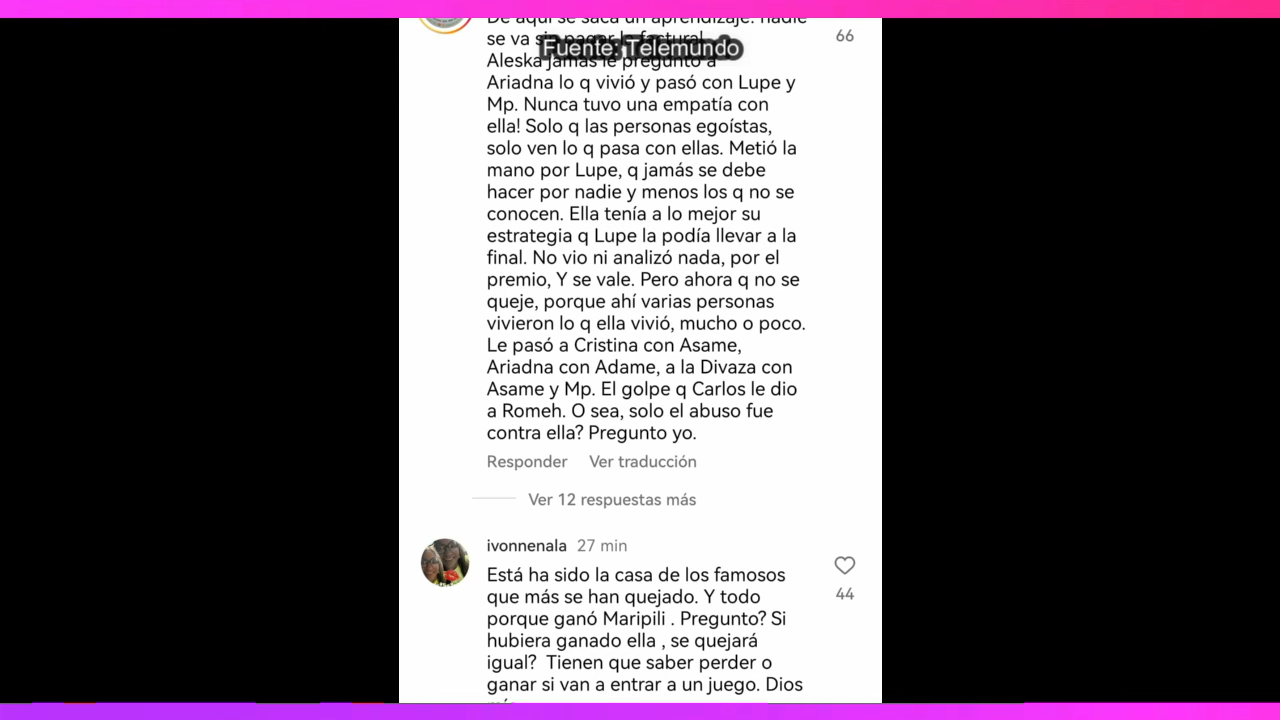 De aquí se saca un aprendizaje: nadie
66
se va sin pagar la factura!
Fuente: Telemundo
Aleska jamás le preguntó a
Ariadna lo q vivió y pasó con Lupe y
Mp. Nunca tuvo una empatía con
ella! Solo q las personas egoístas,
solo ven lo q pasa con ellas. Metió la
mano por Lupe, q jamás se debe
hacer por nadie y menos los q no se
conocen. Ella tenía a lo mejor su
estrategia q Lupe la podía llevar a la
final. No vio ni analizó nada, por el
premio, Y se vale. Pero ahora q no se
queje, porque ahí varias personas
vivieron lo q ella vivió, mucho o poco.
Le pasó a Cristina con Asame,
Ariadna con Adame, a la Divaza con
Asame y Mp. El golpe q Carlos le dio
a Romeh. O sea, solo el abuso fue
contra ella? Pregunto yo.
Responder Ver traducción
Ver 12 respuestas más
ivonnenala 27 min
Está ha sido la casa de los famosos
que más se han quejado. Y todo
44
porque ganó Maripili . Pregunto? Si
hubiera ganado ella , se quejará
igual? Tienen que saber perder o
ganar si van a entrar a un juego. Dios